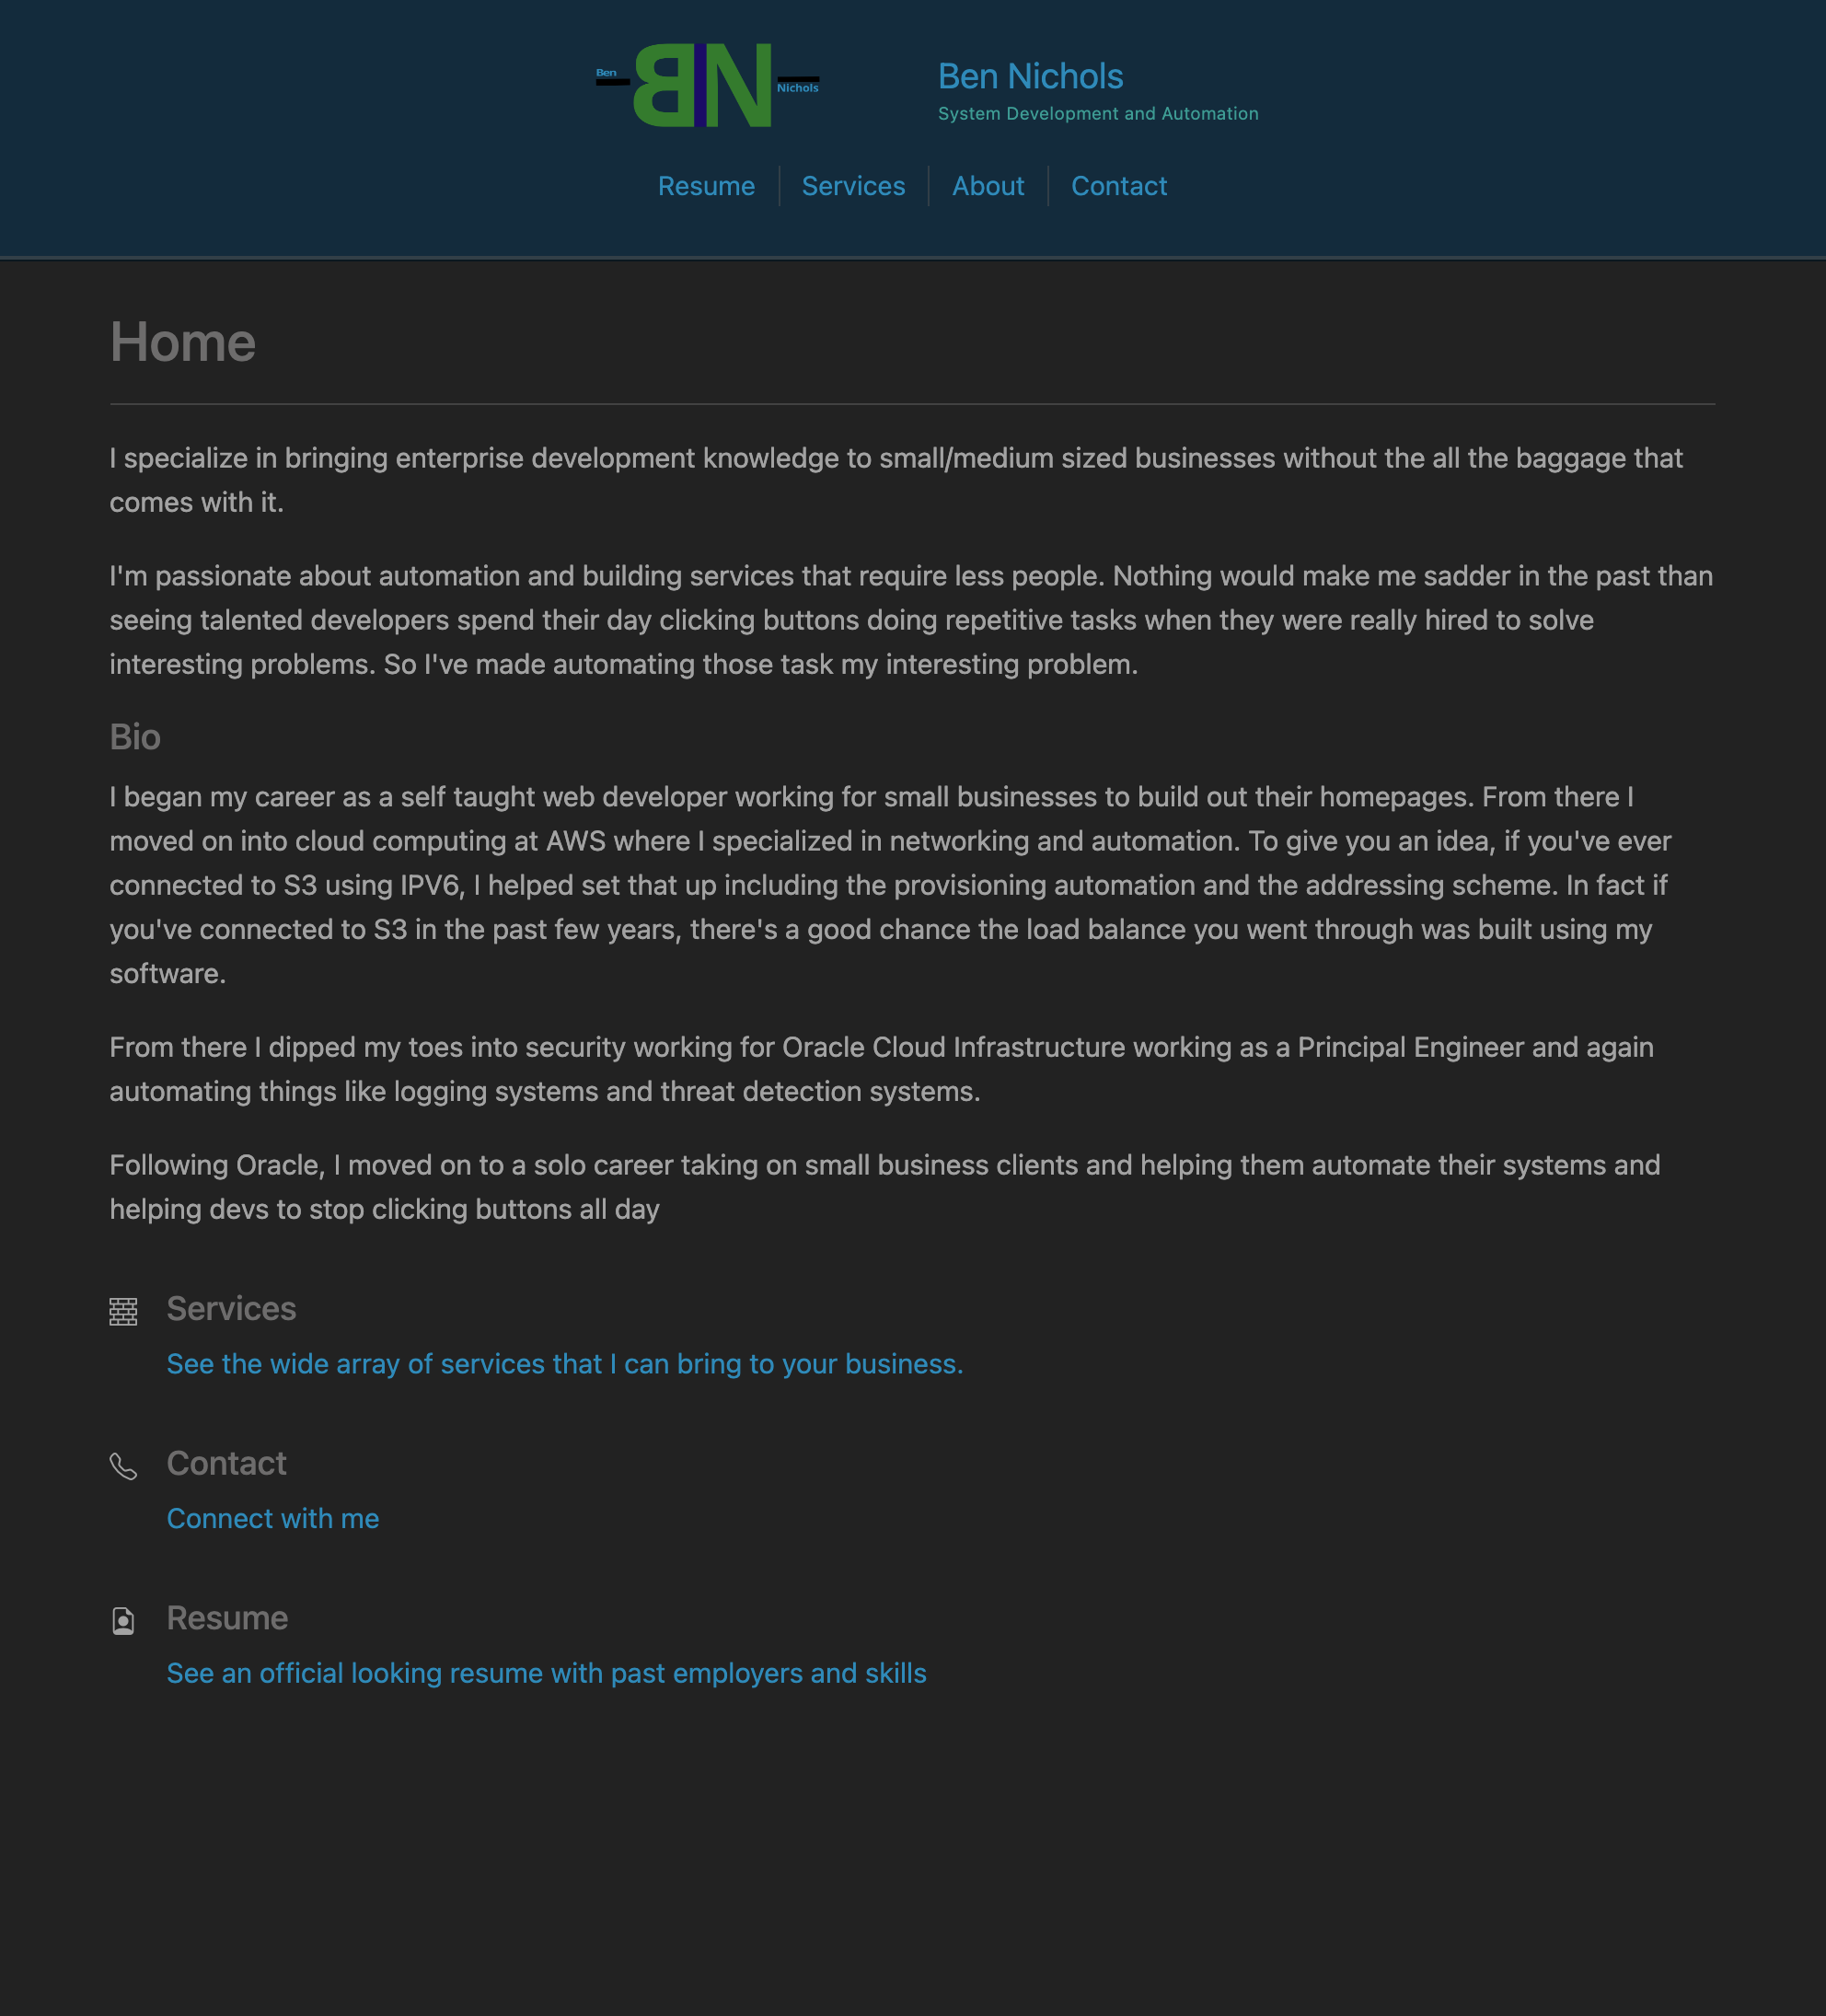 Ben
BN
Nichols
Ben Nichols
System Development and Automation
Resume
Services
About
Contact
Home
I specialize in bringing enterprise development knowledge to small/medium sized businesses without the all the baggage that
comes with it.
I'm passionate about automation and building services that require less people. Nothing would make me sadder in the past than
seeing talented developers spend their day clicking buttons doing repetitive tasks when they were really hired to solve
interesting problems. So I've made automating those task my interesting problem.
Bio
I began my career as a self taught web developer working for small businesses to build out their homepages. From there I
moved on into cloud computing at AWS where I specialized in networking and automation. To give you an idea, if you've ever
connected to S3 using IPV6, I helped set that up including the provisioning automation and the addressing scheme. In fact if
you've connected to S3 in the past few years, there's a good chance the load balance you went through was built using my
software.
From there I dipped my toes into security working for Oracle Cloud Infrastructure working as a Principal Engineer and again
automating things like logging systems and threat detection systems.
Following Oracle, I moved on to a solo career taking on small business clients and helping them automate their systems and
helping devs to stop clicking buttons all day
Services
See the wide array of services that I can bring to your business.
Contact
Connect with me
Resume
See an official looking resume with past employers and skills